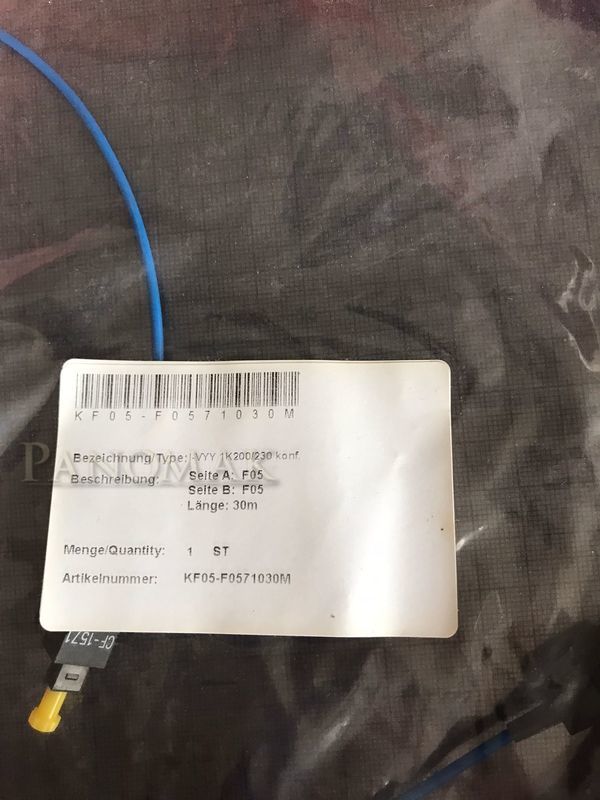 KF05-F0571030M
Bezeichnung/Type: I-VYY 1K200/230 konf.
PANOMAR
Beschreibung: Seite A: F05
Seite B: F05
Länge: 30m
Menge/Quantity: 1 ST
Artikelnummer: KF05-F0571030M
CF-1571